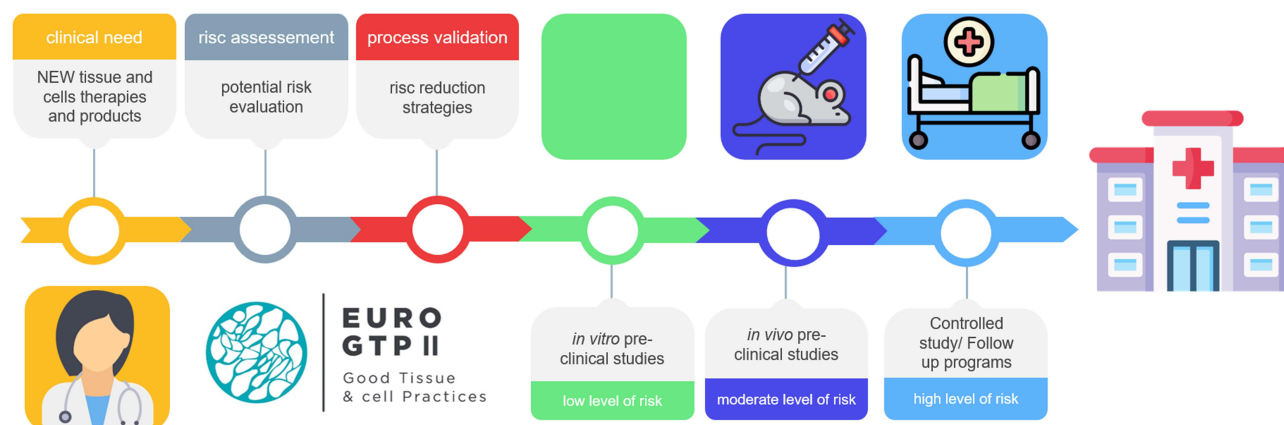 clinical need
NEW tissue and
cells therapies
and products
risc assessement
potential risk
evaluation
process validation
risc reduction
strategies
EURO
GTP II
Good Tissue
& cell Practices
in vitro pre-
clinical studies
low level of risk
in vivo pre-
clinical studies
moderate level of risk
Controlled
study/ Follow
up programs
high level of risk